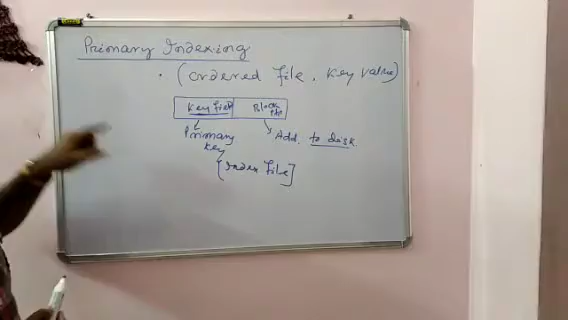 Primary Indexing
. (ordered file, key value)
key field Block ptr
Primary key Add. to disk.
[Index file]